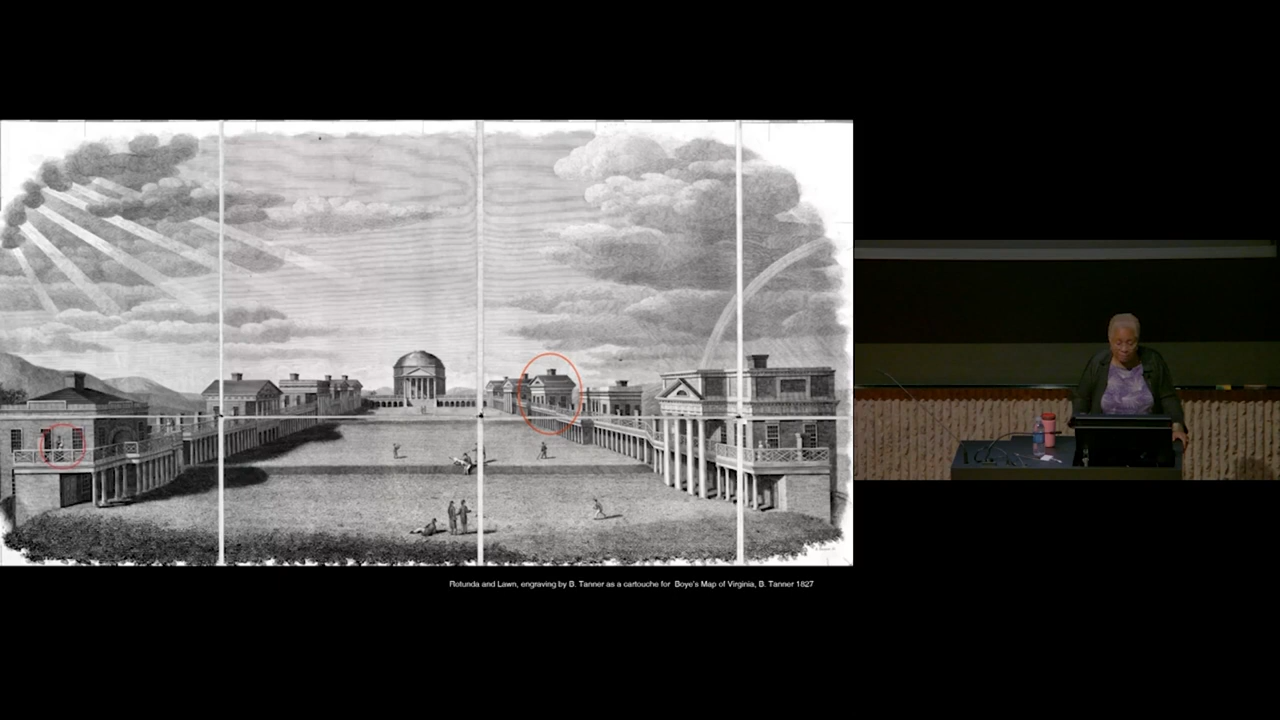 Rotunda and Lawn, engraving by B. Tanner as a cartouche for Boye's Map of Virginia, B. Tanner 1827